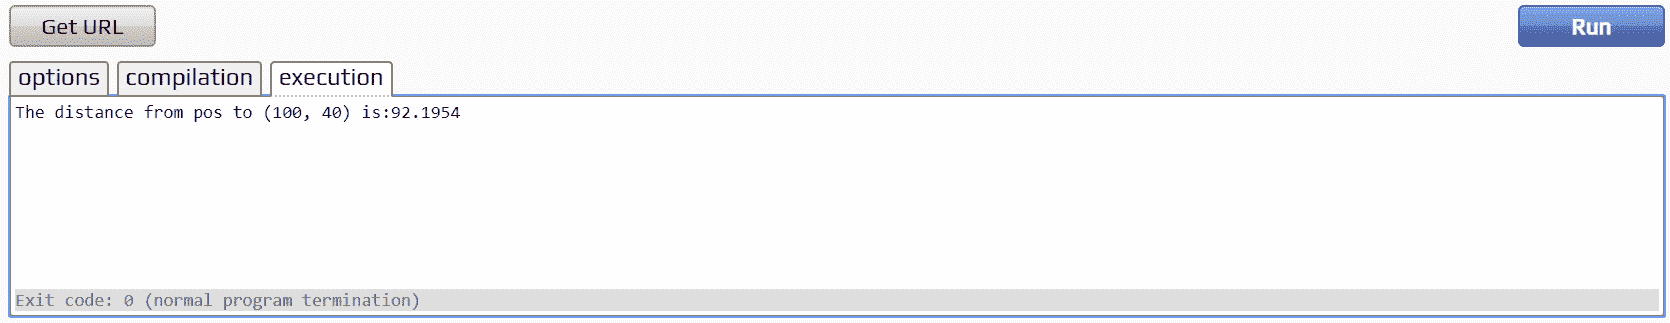 Get URL
Run
options compilation execution
The distance from pos to (100, 40) is:92.1954
Exit code: 0 (normal program termination)